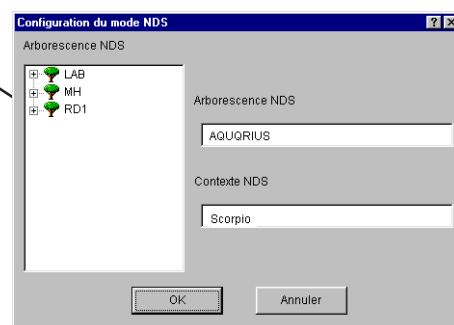 Configuration du mode NDS
Arborescence NDS
LAB
MH
RD1
Arborescence NDS
AQUQRIUS
Contexte NDS
Scorpio
OK
Annuler